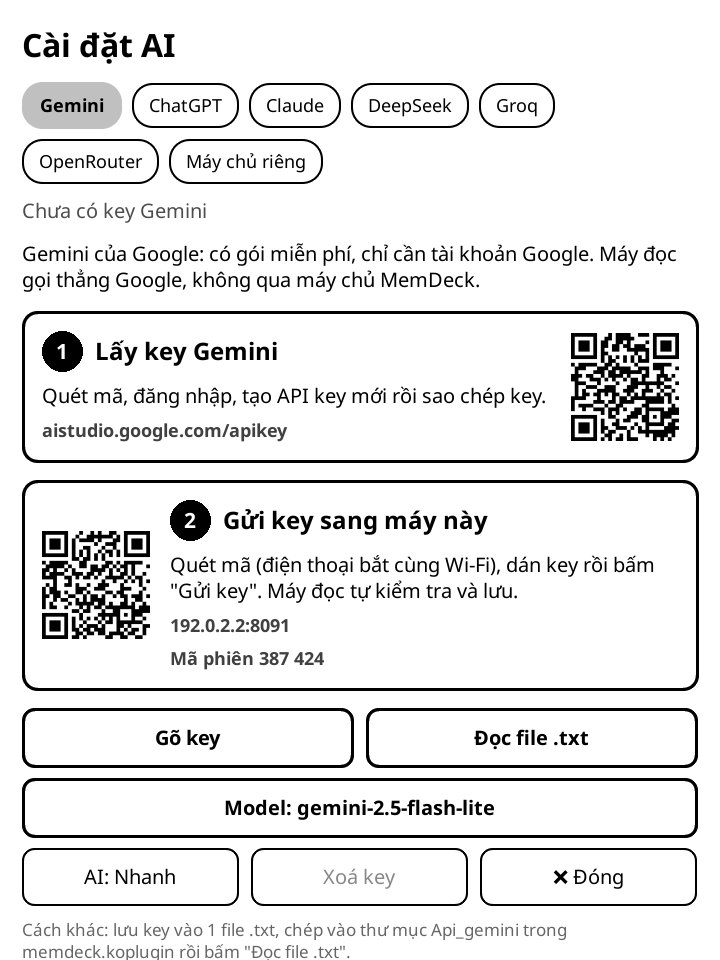 Cài đặt AI
Gemini
ChatGPT
Claude
DeepSeek
Groq
OpenRouter
Máy chủ riêng
Chưa có key Gemini
Gemini của Google: có gói miễn phí, chỉ cần tài khoản Google. Máy đọc
gọi thẳng Google, không qua máy chủ MemDeck.
1 Lấy key Gemini
Quét mã, đăng nhập, tạo API key mới rồi sao chép key.
aistudio.google.com/apikey
2 Gửi key sang máy này
Quét mã (điện thoại bắt cùng Wi-Fi), dán key rồi bấm
"Gửi key". Máy đọc tự kiểm tra và lưu.
192.0.2.2:8091
Mã phiên 387 424
Gõ key
Đọc file .txt
Model: gemini-2.5-flash-lite
AI: Nhanh
Xoá key
× Đóng
Cách khác: lưu key vào 1 file .txt, chép vào thư mục Api_gemini trong
memdeck.koplugin rồi bấm "Đọc file .txt".